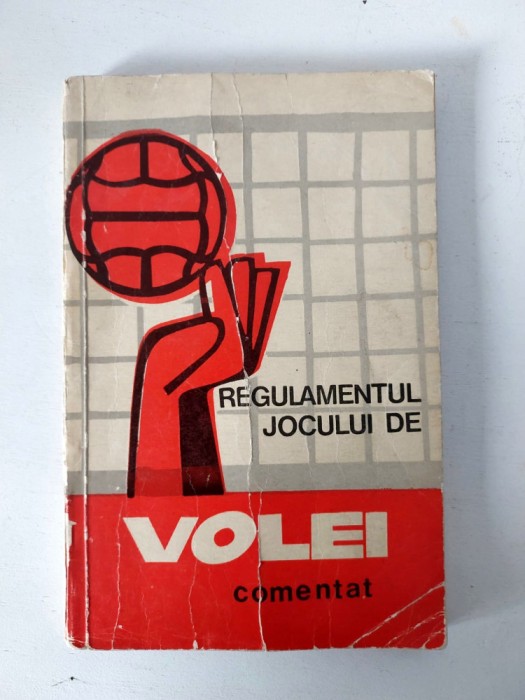 REGULAMENTUL
JOCULUI DE
VOLEI
comentat